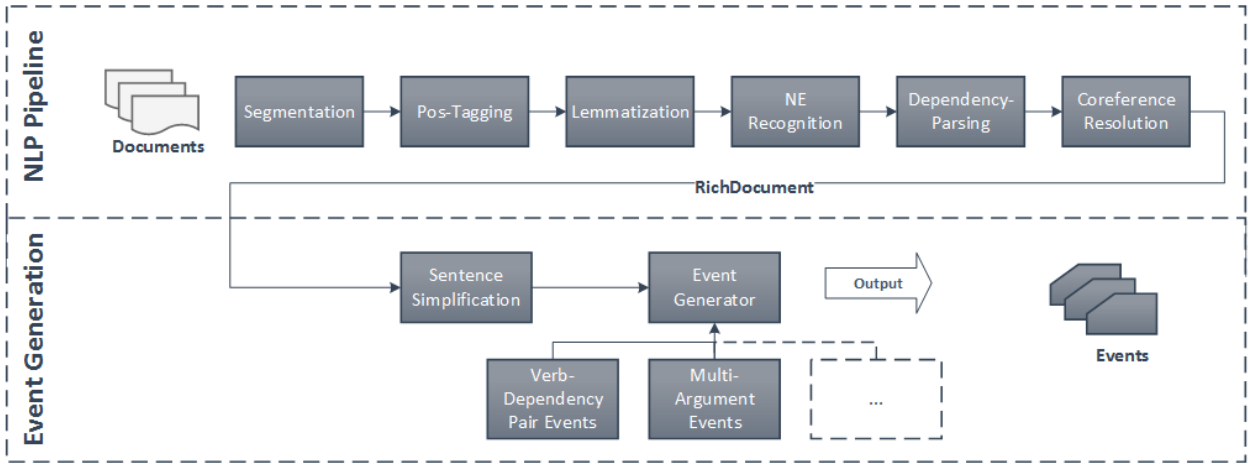 NLP Pipeline
Documents
Segmentation
Pos-Tagging
Lemmatization
NE
Recognition
Dependency-
Parsing
Coreference
Resolution
RichDocument
Event Generation
Sentence
Simplification
Event
Generator
Output
Events
Verb-
Dependency
Pair Events
Multi-
Argument
Events
...